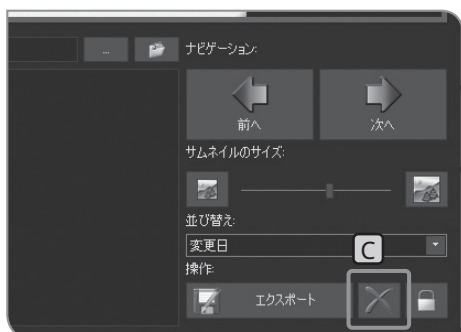 ...
ナビゲーション:
前へ
次へ
サムネイルのサイズ:
並び替え:
変更日
C
操作:
エクスポート